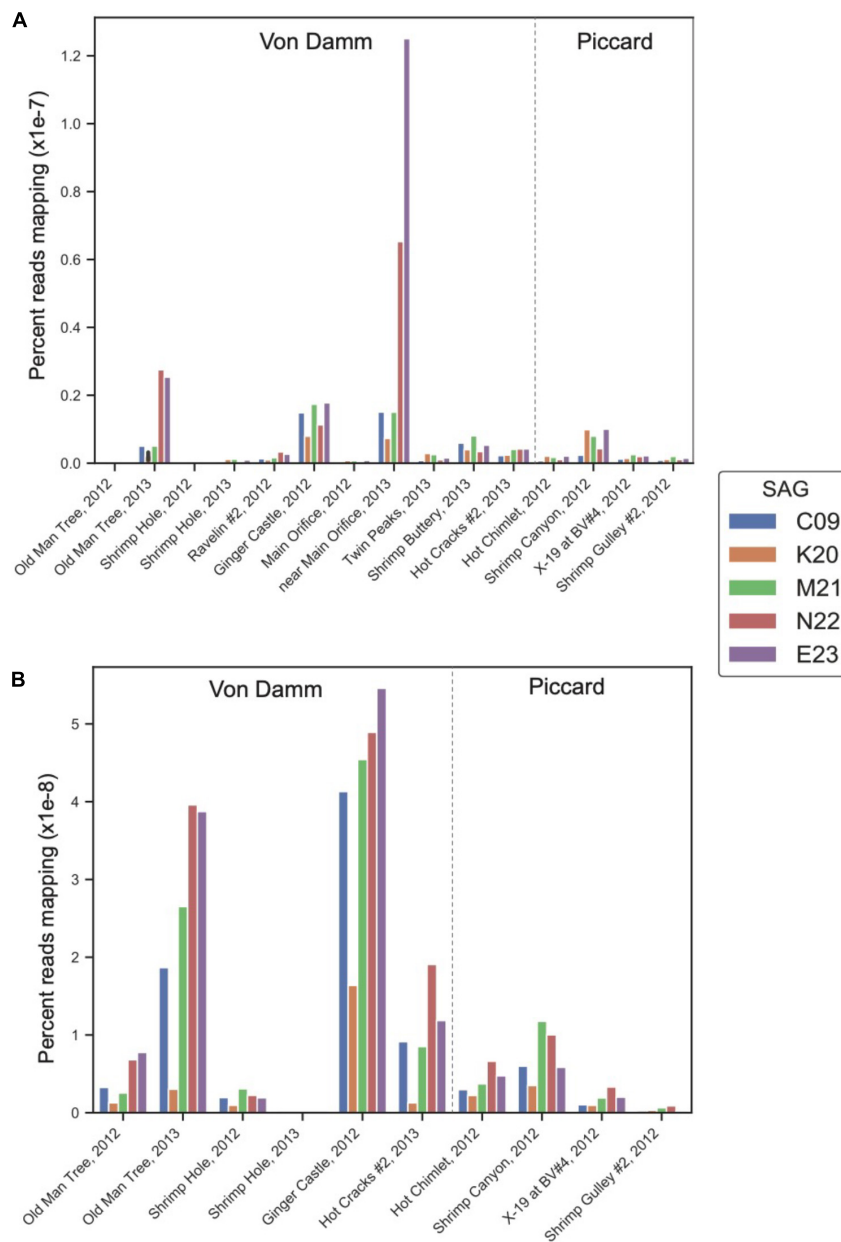 A
Von Damm
Piccard
Percent reads mapping (x1e-7)
1.2
1.0
0.8
0.6
0.4
0.2
0.0
Old Man Tree, 2012
Old Man Tree, 2013
Shrimp Hole, 2012
Shrimp Hole, 2013
Ravelin #2, 2012
Ginger Castle, 2012
Main Orifice, 2012
near Main Orifice, 2013
Twin Peaks, 2013
Shrimp Buttery, 2013
Hot Cracks #2, 2013
Hot Chimlet, 2012
Shrimp Canyon, 2012
X-19 at BV#4, 2012
Shrimp Gulley #2, 2012
SAG
C09
K20
M21
N22
E23
B
Von Damm
Piccard
Percent reads mapping (x1e-8)
5
4
3
2
1
0
Old Man Tree, 2012
Old Man Tree, 2013
Shrimp Hole, 2012
Shrimp Hole, 2013
Ginger Castle, 2012
Hot Cracks #2, 2013
Hot Chimlet, 2012
Shrimp Canyon, 2012
X-19 at BV#4, 2012
Shrimp Gulley #2, 2012